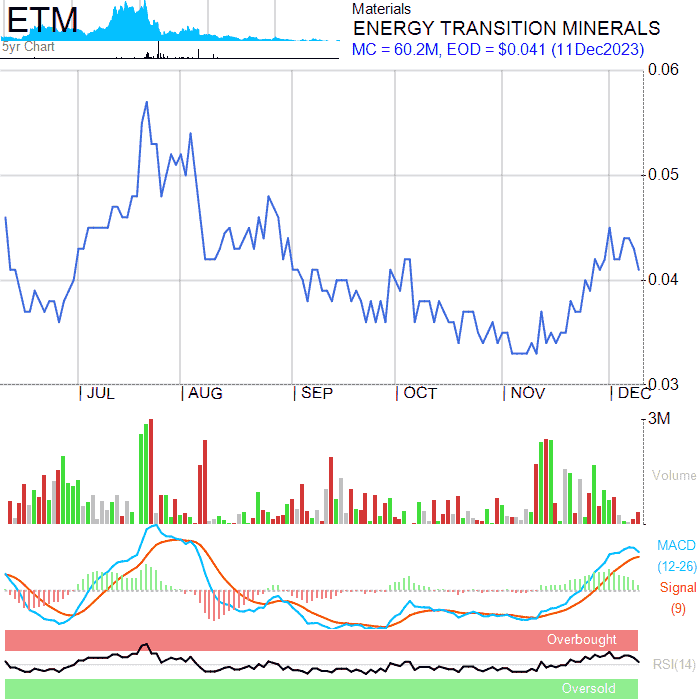 ETM
5yr Chart
Materials
ENERGY TRANSITION MINERALS
MC = 60.2M, EOD = $0.041 (11Dec2023)
0.06
0.05
0.04
0.03
JUL AUG SEP OCT NOV DEC
3M
Volume
MACD
(12-26)
Signal
(9)
Overbought
RSI(14)
Oversold